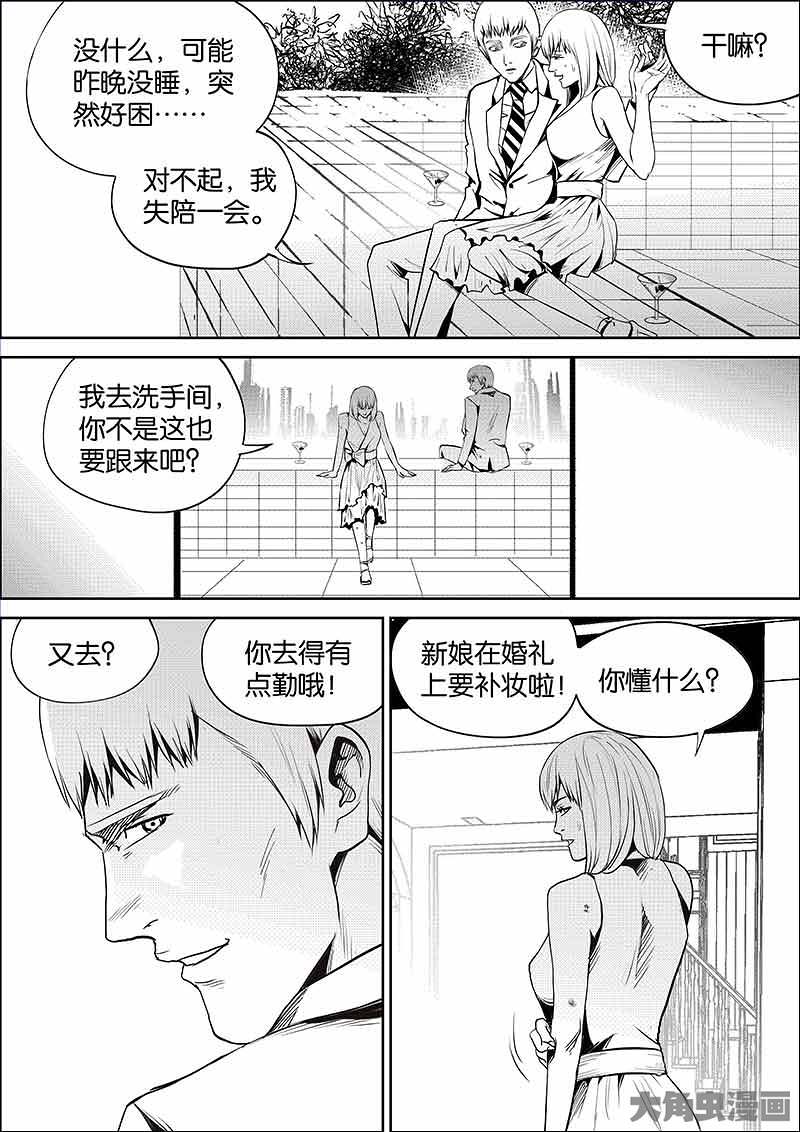 干嘛？
没什么，可能
昨晚没睡，突
然好困……
对不起，我
失陪一会。
我去洗手间，
你不是这也
要跟来吧？
又去？
你去得有
点勤哦！
新娘在婚礼
上要补妆啦！
你懂什么？
大角虫漫画